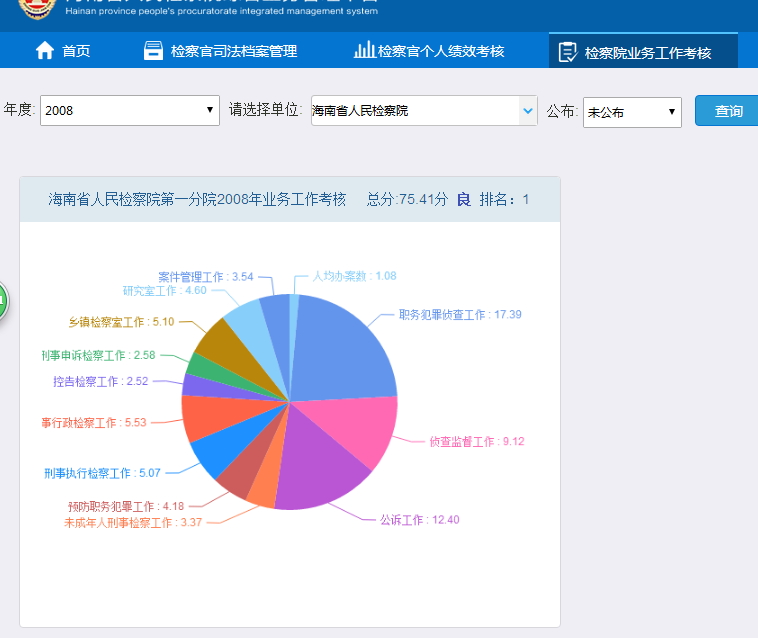 Hainan province people's procuratorate integrated management system
首页 检察官司法档案管理 检察官个人绩效考核 检察院业务工作考核
年度: 2008 请选择单位: 海南省人民检察院 公布: 未公布 查询
海南省人民检察院第一分院2008年业务工作考核 总分:75.41分 良 排名：1
案件管理工作 : 3.54 人均办案数 : 1.08
研究室工作 : 4.60
职务犯罪侦查工作 : 17.39
乡镇检察室工作 : 5.10
刑事申诉检察工作 : 2.58
控告检察工作 : 2.52
事行政检察工作 : 5.53
侦查监督工作 : 9.12
刑事执行检察工作 : 5.07
预防职务犯罪工作 : 4.18
公诉工作 : 12.40
未成年人刑事检察工作 : 3.37